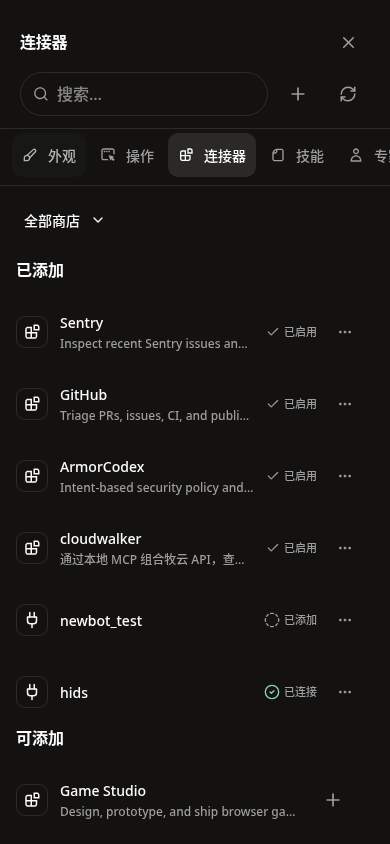 连接器
搜索...
外观
操作
连接器
技能
全部商店
已添加
Sentry
已启用
Inspect recent Sentry issues an...
GitHub
已启用
Triage PRs, issues, CI, and publi...
ArmorCodex
已启用
Intent-based security policy and...
cloudwalker
已启用
通过本地 MCP 组合牧云 API，查...
newbot_test
已添加
hids
已连接
可添加
Game Studio
Design, prototype, and ship browser ga...